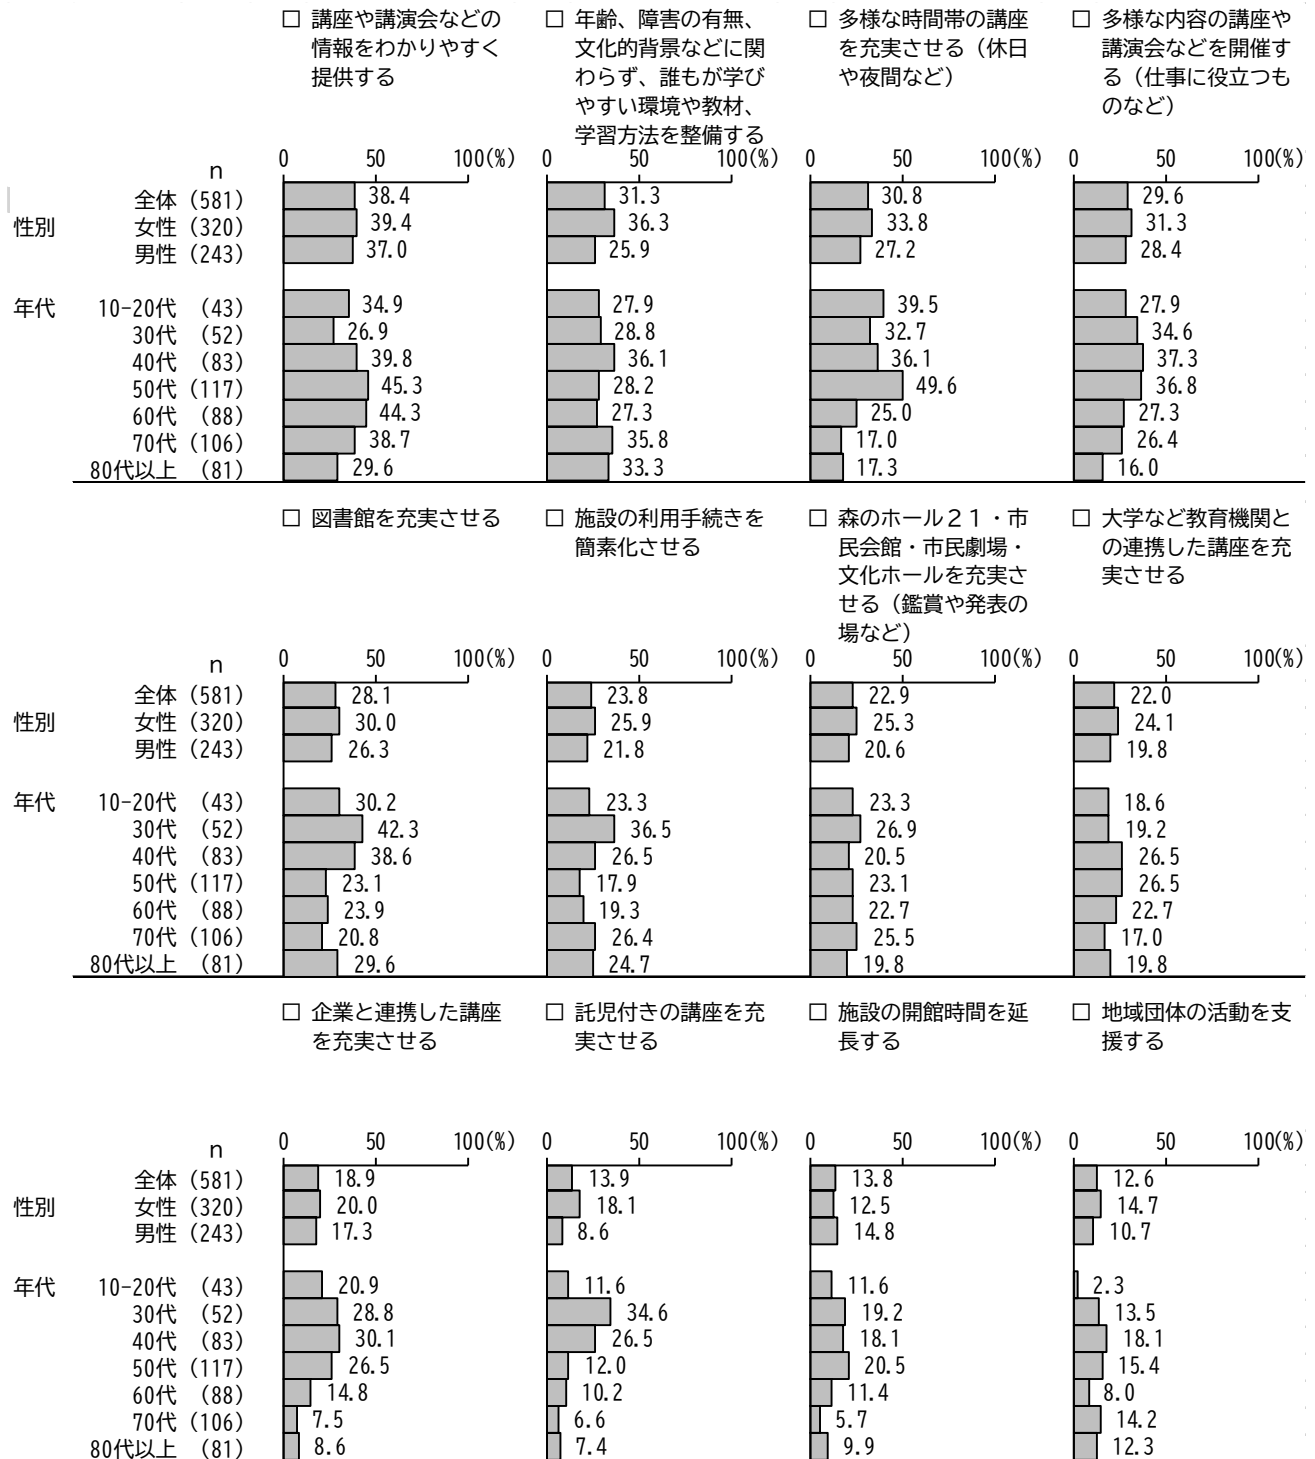 □ 講座や講演会などの
情報をわかりやすく
提供する
□ 年齢、障害の有無、
文化的背景などに関
わらず、誰もが学び
やすい環境や教材、
学習方法を整備する
□ 多様な時間帯の講座
を充実させる（休日
や夜間など）
□ 多様な内容の講座や
講演会などを開催す
る（仕事に役立つも
のなど）
n 0 50 100(%) 0 50 100(%) 0 50 100(%) 0 50 100(%)
全体 (581) 38.4 31.3 30.8 29.6
性別 女性 (320) 39.4 36.3 33.8 31.3
男性 (243) 37.0 25.9 27.2 28.4
年代 10-20代 (43) 34.9 27.9 39.5 27.9
30代 (52) 26.9 28.8 32.7 34.6
40代 (83) 39.8 36.1 36.1 37.3
50代 (117) 45.3 28.2 49.6 36.8
60代 (88) 44.3 27.3 25.0 27.3
70代 (106) 38.7 35.8 17.0 26.4
80代以上 (81) 29.6 33.3 17.3 16.0
□ 図書館を充実させる
□ 施設の利用手続きを
簡素化させる
□ 森のホール２１・市
民会館・市民劇場・
文化ホールを充実さ
せる（鑑賞や発表の
場など）
□ 大学など教育機関と
の連携した講座を充
実させる
n 0 50 100(%) 0 50 100(%) 0 50 100(%) 0 50 100(%)
全体 (581) 28.1 23.8 22.9 22.0
性別 女性 (320) 30.0 25.9 25.3 24.1
男性 (243) 26.3 21.8 20.6 19.8
年代 10-20代 (43) 30.2 23.3 23.3 18.6
30代 (52) 42.3 36.5 26.9 19.2
40代 (83) 38.6 26.5 20.5 26.5
50代 (117) 23.1 17.9 23.1 26.5
60代 (88) 23.9 19.3 22.7 22.7
70代 (106) 20.8 26.4 25.5 17.0
80代以上 (81) 29.6 24.7 19.8 19.8
□ 企業と連携した講座
を充実させる
□ 託児付きの講座を充
実させる
□ 施設の開館時間を延
長する
□ 地域団体の活動を支
援する
n 0 50 100(%) 0 50 100(%) 0 50 100(%) 0 50 100(%)
全体 (581) 18.9 13.9 13.8 12.6
性別 女性 (320) 20.0 18.1 12.5 14.7
男性 (243) 17.3 8.6 14.8 10.7
年代 10-20代 (43) 20.9 11.6 11.6 2.3
30代 (52) 28.8 34.6 19.2 13.5
40代 (83) 30.1 26.5 18.1 18.1
50代 (117) 26.5 12.0 20.5 15.4
60代 (88) 14.8 10.2 11.4 8.0
70代 (106) 7.5 6.6 5.7 14.2
80代以上 (81) 8.6 7.4 9.9 12.3